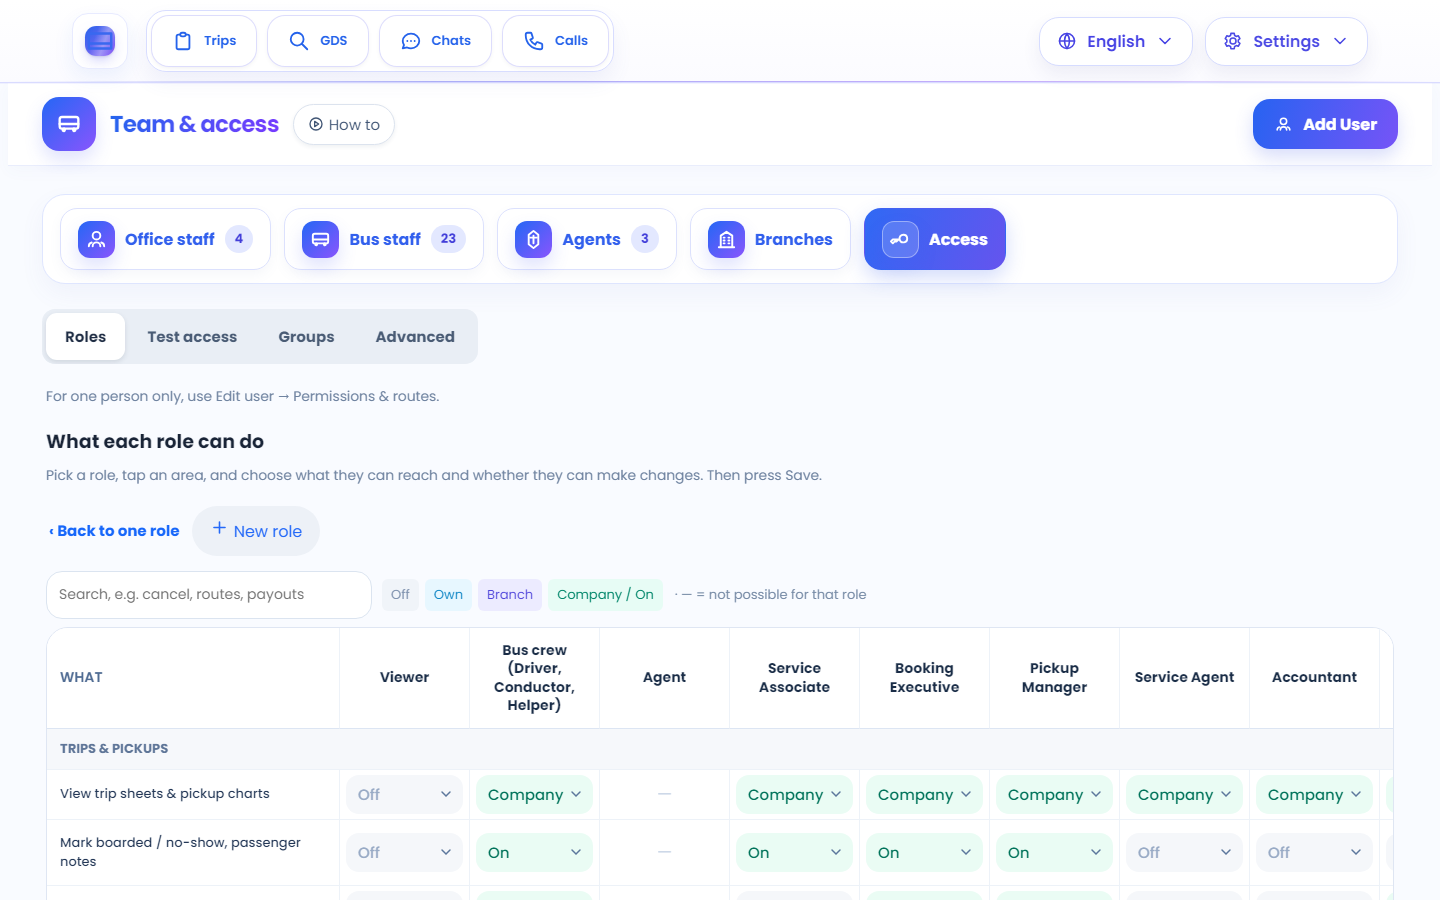 Trips
GDS
Chats
Calls
English
Settings
Team & access
How to
Add User
Office staff 4
Bus staff 23
Agents 3
Branches
Access
Roles
Test access
Groups
Advanced
For one person only, use Edit user → Permissions & routes.
What each role can do
Pick a role, tap an area, and choose what they can reach and whether they can make changes. Then press Save.
‹ Back to one role
+ New role
Search, e.g. cancel, routes, payouts
Off
Own
Branch
Company / On
· — = not possible for that role
WHAT
Viewer
Bus crew
(Driver,
Conductor,
Helper)
Agent
Service
Associate
Booking
Executive
Pickup
Manager
Service Agent
Accountant
TRIPS & PICKUPS
View trip sheets & pickup charts
Off
Company
—
Company
Company
Company
Company
Company
Mark boarded / no-show, passenger
notes
Off
On
—
On
On
On
Off
Off